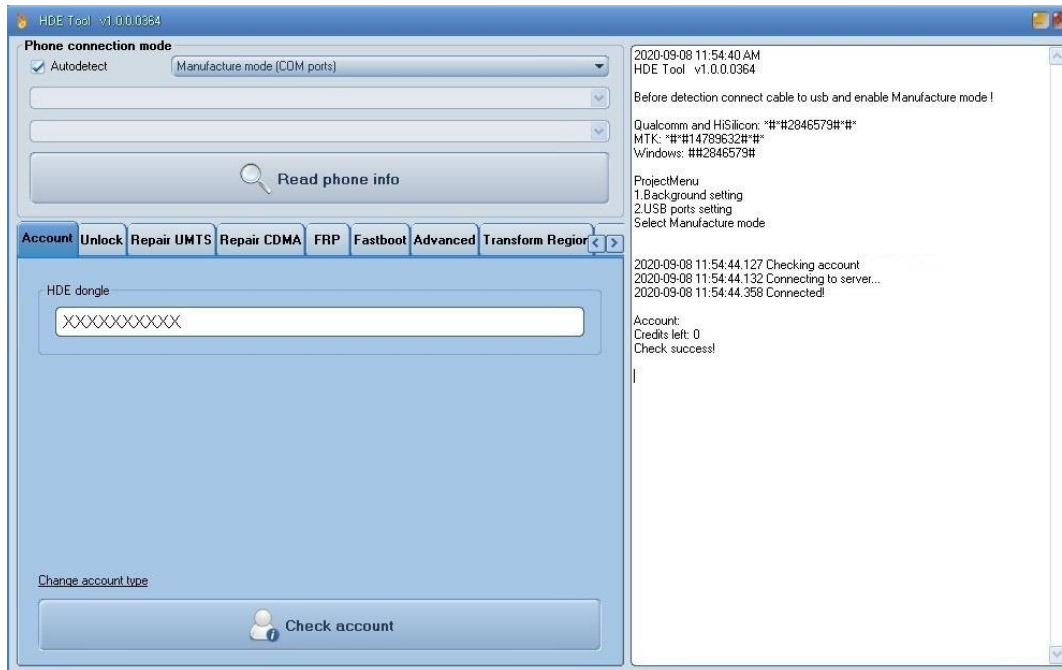 HDE Tool v1.0.0.0364
Phone connection mode
Autodetect
Manufacture mode (COM ports)
Read phone info
Account Unlock Repair UMTS Repair CDMA FRP Fastboot Advanced Transform Region
HDE dongle
XXXXXXXXXX
Change account type
Check account
2020-09-08 11:54:40 AM
HDE Tool v1.0.0.0364
Before detection connect cable to usb and enable Manufacture mode !
Qualcomm and HiSilicon: *#*#2846579#*#*
MTK: *#*#14789632#*#*
Windows: ##2846579#
ProjectMenu
1.Background setting
2.USB ports setting
Select Manufacture mode
2020-09-08 11:54:44.127 Checking account
2020-09-08 11:54:44.132 Connecting to server...
2020-09-08 11:54:44.358 Connected!
Account:
Credits left: 0
Check success!